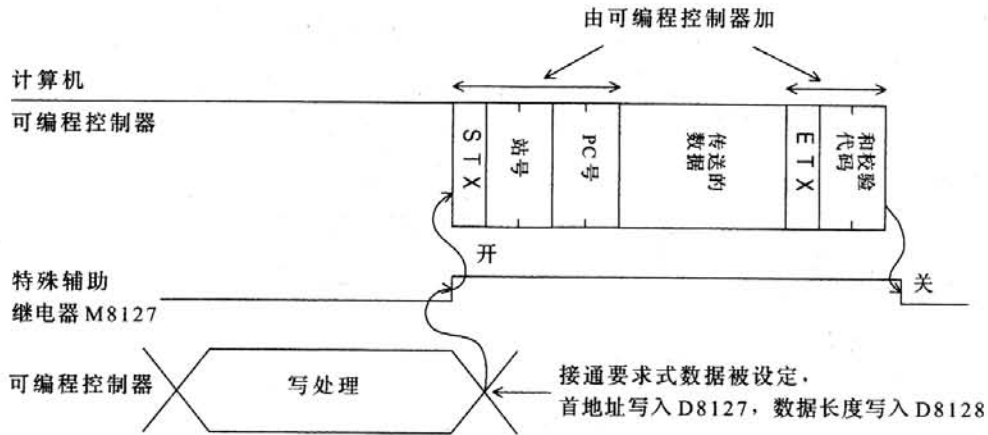 由可编程控制器加
计算机
可编程控制器
STX
站号
PC号
传送的
数据
ETX
和校验
代码
开
特殊辅助
继电器M8127
关
可编程控制器
写处理
接通要求式数据被设定，
首地址写入D8127，数据长度写入D8128